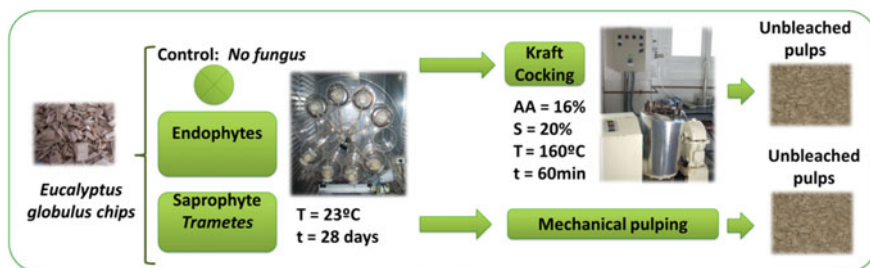 Eucalyptus
globulus chips
Control: No fungus
Endophytes
Saprophyte
Trametes
T = 23ºC
t = 28 days
Kraft
Cocking
AA = 16%
S = 20%
T = 160ºC
t = 60min
Mechanical pulping
Unbleached
pulps
Unbleached
pulps